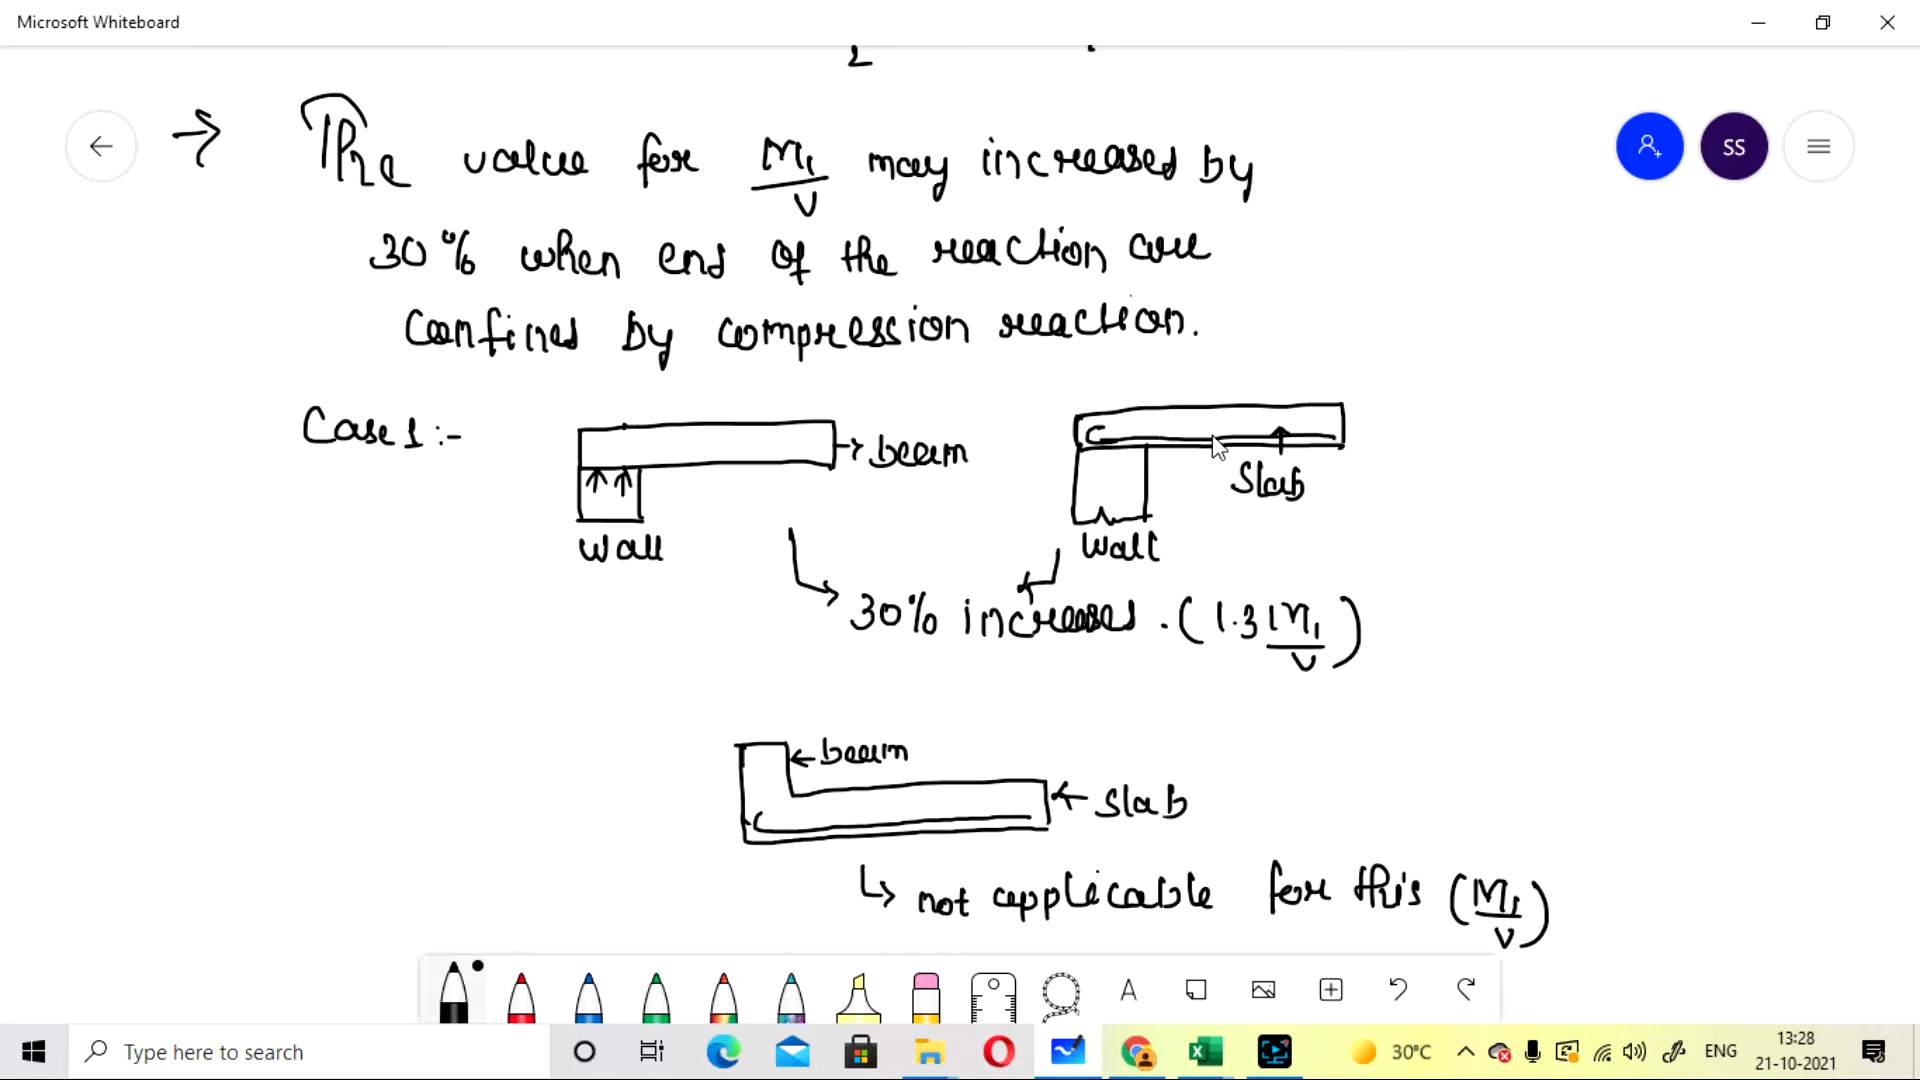 Microsoft Whiteboard
→ The value for M1/V may increased by
30% when end of the reaction are
confined by compression reaction.
Case 1 :-
→ beam
Slab
Wall
Wall
30% increases. (1.3 M1/V)
← beam
← Slab
↳ not applicable for this (M1/V)
SS
A
Type here to search
30°C
ENG
13:28
21-10-2021